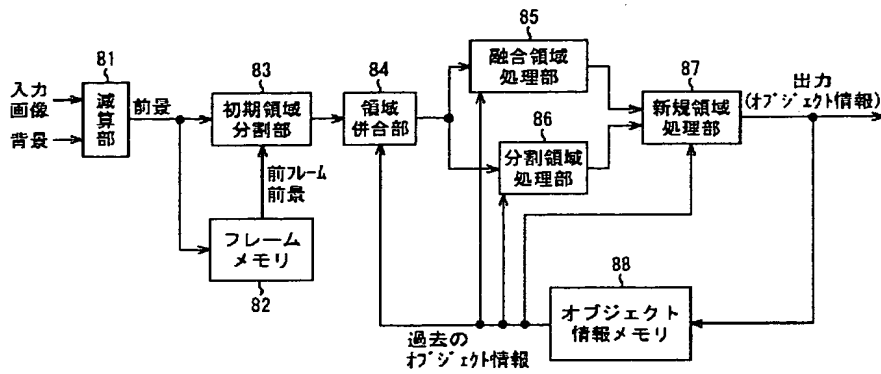 81
入力
画像
背景
減算部
前景
83
初期領域
分割部
前フレーム
前景
フレーム
メモリ
82
84
領域
併合部
85
融合領域
処理部
86
分割領域
処理部
87
新規領域
処理部
出力
(オブジェクト情報)
88
オブジェクト
情報メモリ
過去の
オブジェクト情報